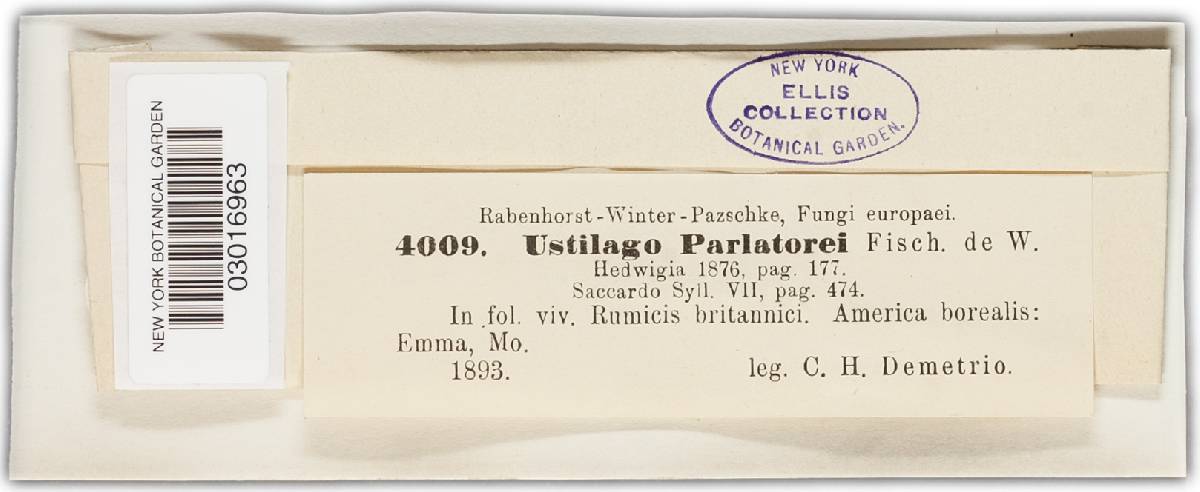 NEW YORK
ELLIS
COLLECTION
BOTANICAL GARDEN.
NEW YORK BOTANICAL GARDEN
03016963
Rabenhorst-Winter-Pazschke, Fungi europaei.
4009. Ustilago Parlatorei Fisch. de W.
Hedwigia 1876, pag. 177.
Saccardo Syll. VII, pag. 474.
In fol. viv. Rumicis britannici. America borealis:
Emma, Mo.
1893. leg. C. H. Demetrio.